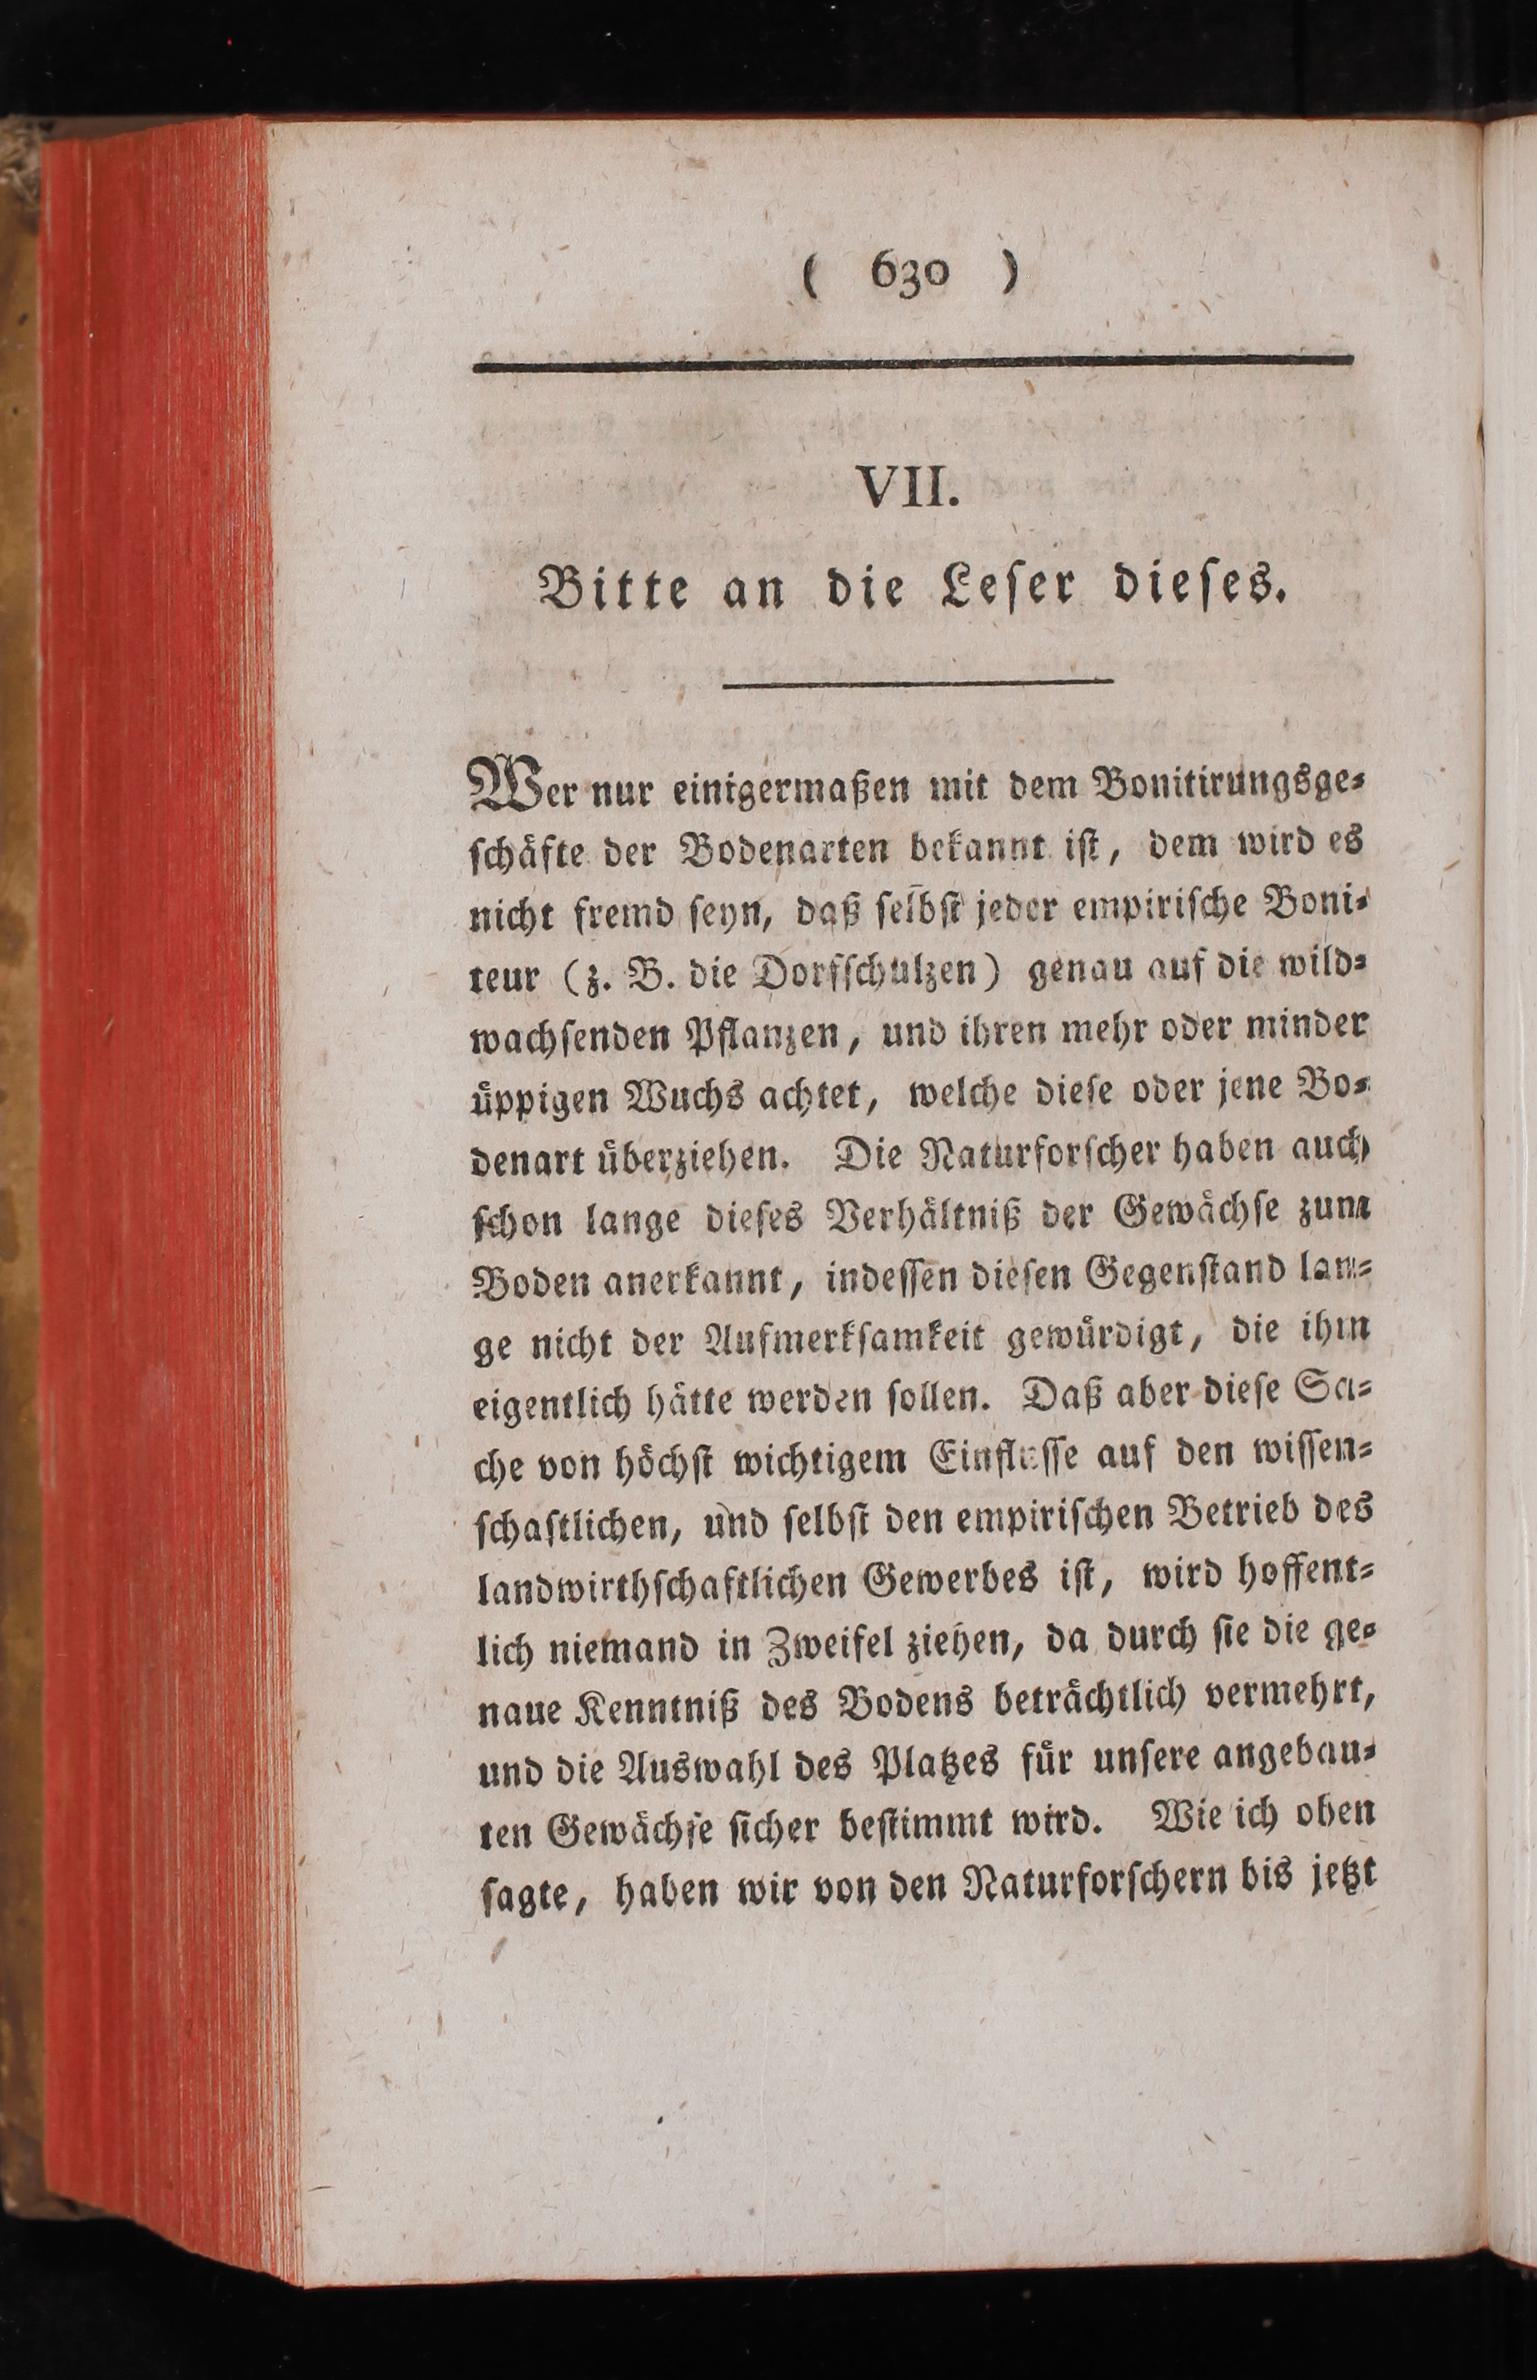 ( 630 )
VII.
Bitte an die Leſer dieſes.
Wer nur einigermaßen mit dem Bonitirungsge⸗
ſchäfte der Bodenarten bekannt iſt, dem wird es
nicht fremd ſeyn, daß ſelbſt jeder empiriſche Boni⸗
teur (z. B. die Dorfſchulzen) genau auf die wild⸗
wachſenden Pflanzen, und ihren mehr oder minder
üppigen Wuchs achtet, welche dieſe oder jene Bo⸗
denart überziehen. Die Naturforſcher haben auch
ſchon lange dieſes Verhältniß der Gewächſe zum
Boden anerkannt, indeſſen dieſen Gegenſtand lan⸗
ge nicht der Aufmerkſamkeit gewürdigt, die ihm
eigentlich hätte werden ſollen. Daß aber dieſe Sa⸗
che von höchſt wichtigem Einfluſſe auf den wiſſen⸗
ſchaftlichen, und ſelbſt den empiriſchen Betrieb des
landwirthſchaftlichen Gewerbes iſt, wird hoffent⸗
lich niemand in Zweifel ziehen, da durch ſie die ge⸗
naue Kenntniß des Bodens beträchtlich vermehrt,
und die Auswahl des Platzes für unſere angebau⸗
ten Gewächſe ſicher beſtimmt wird. Wie ich oben
ſagte, haben wir von den Naturforſchern bis jetzt